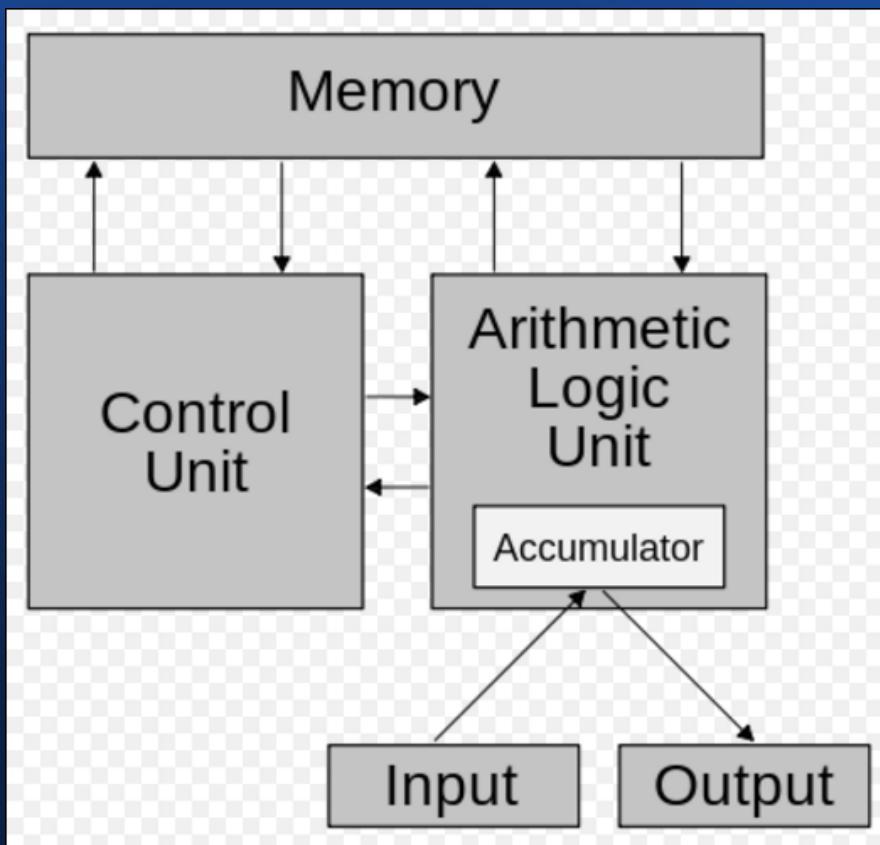 Memory
Control
Unit
Arithmetic
Logic
Unit
Accumulator
Input
Output